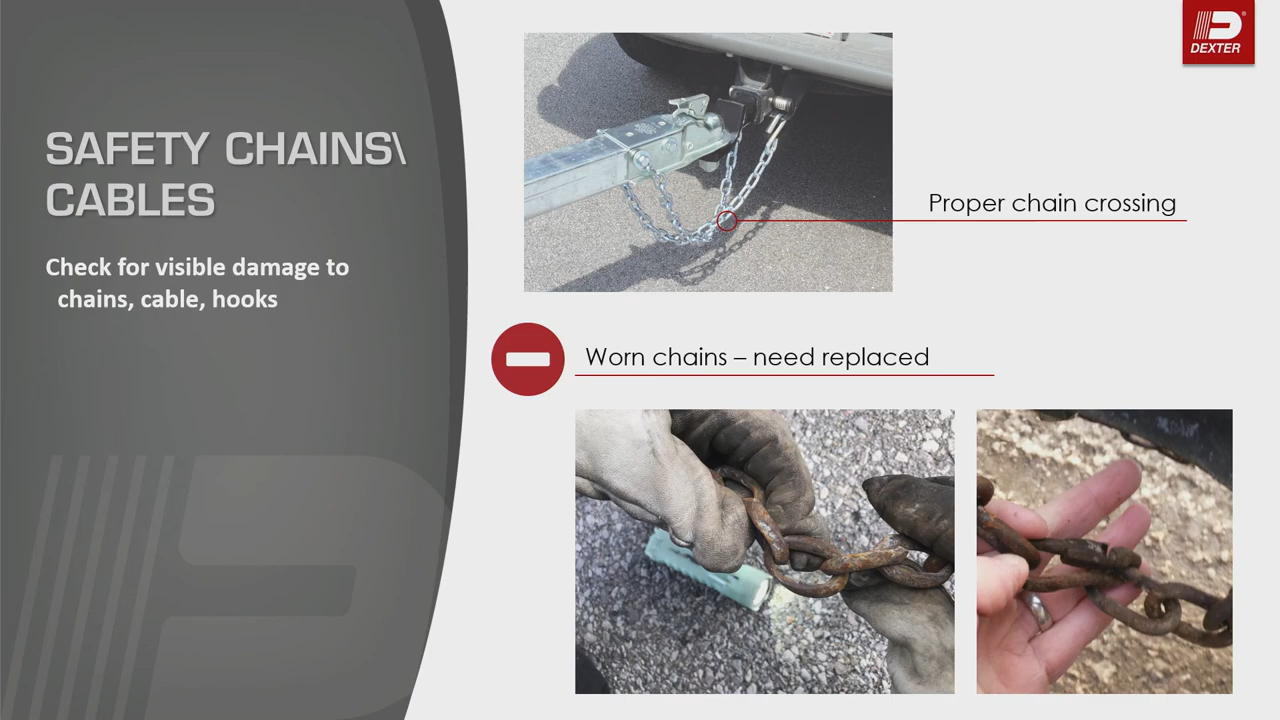 SAFETY CHAINS\
CABLES
Check for visible damage to
chains, cable, hooks
DEXTER
Proper chain crossing
Worn chains – need replaced